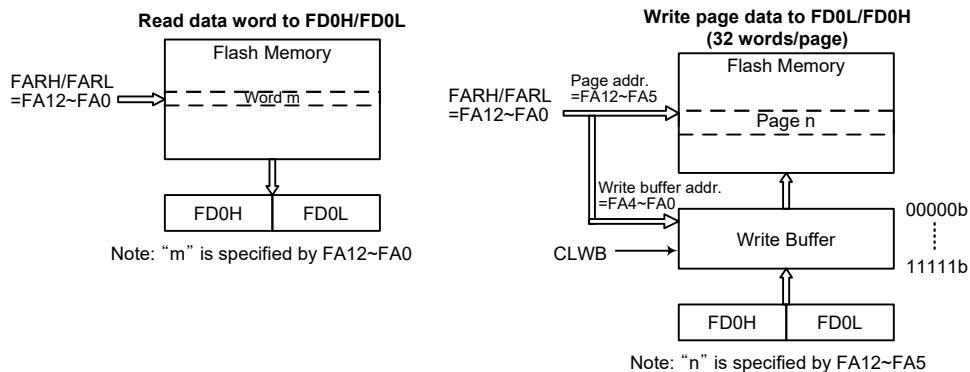 Read data word to FD0H/FD0L
Flash Memory
FARH/FARL
=FA12~FA0
Word m
FD0H
FD0L
Note: “m” is specified by FA12~FA0
Write page data to FD0L/FD0H
(32 words/page)
Flash Memory
Page addr.
=FA12~FA5
FARH/FARL
=FA12~FA0
Page n
Write buffer addr.
=FA4~FA0
00000b
Write Buffer
CLWB
11111b
FD0H
FD0L
Note: “n” is specified by FA12~FA5